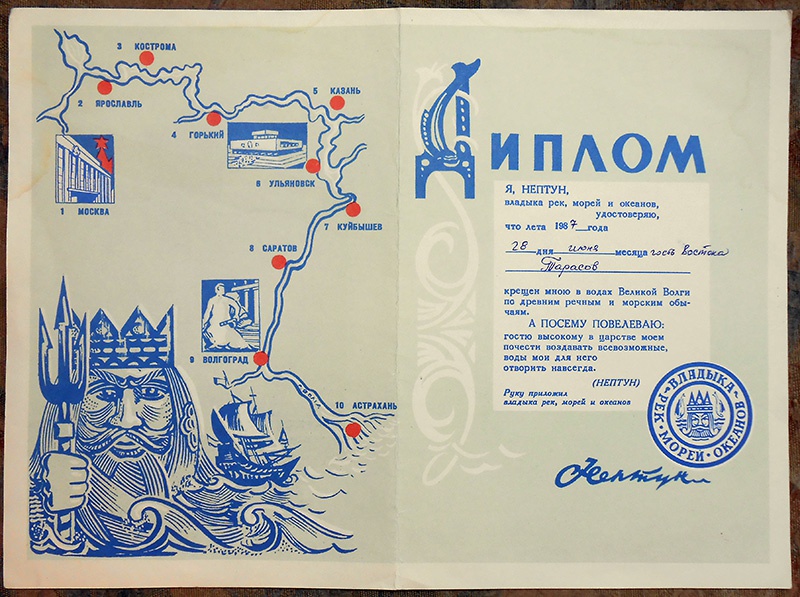 3 КОСТРОМА
2 ЯРОСЛАВЛЬ
5 КАЗАНЬ
4 ГОРЬКИЙ
6 УЛЬЯНОВСК
1 МОСКВА
7 КУЙБЫШЕВ
8 САРАТОВ
9 ВОЛГОГРАД
ВОЛГА
10 АСТРАХАНЬ
ДИПЛОМ
Я, НЕПТУН,
владыка рек, морей и океанов,
удостоверяю,
что лета 1987 года
28 дня июня месяца гость Востока
Тарасов
крещен мною в водах Великой Волги
по древним речным и морским обы-
чаям.
А ПОСЕМУ ПОВЕЛЕВАЮ:
гостю высокому в царстве моем
почести воздавать всевозможные,
воды мои для него
отворить навсегда.
(НЕПТУН)
Руку приложил
владыка рек, морей и океанов
ВЛАДЫКА РЕК МОРЕЙ ОКЕАНОВ
Нептун